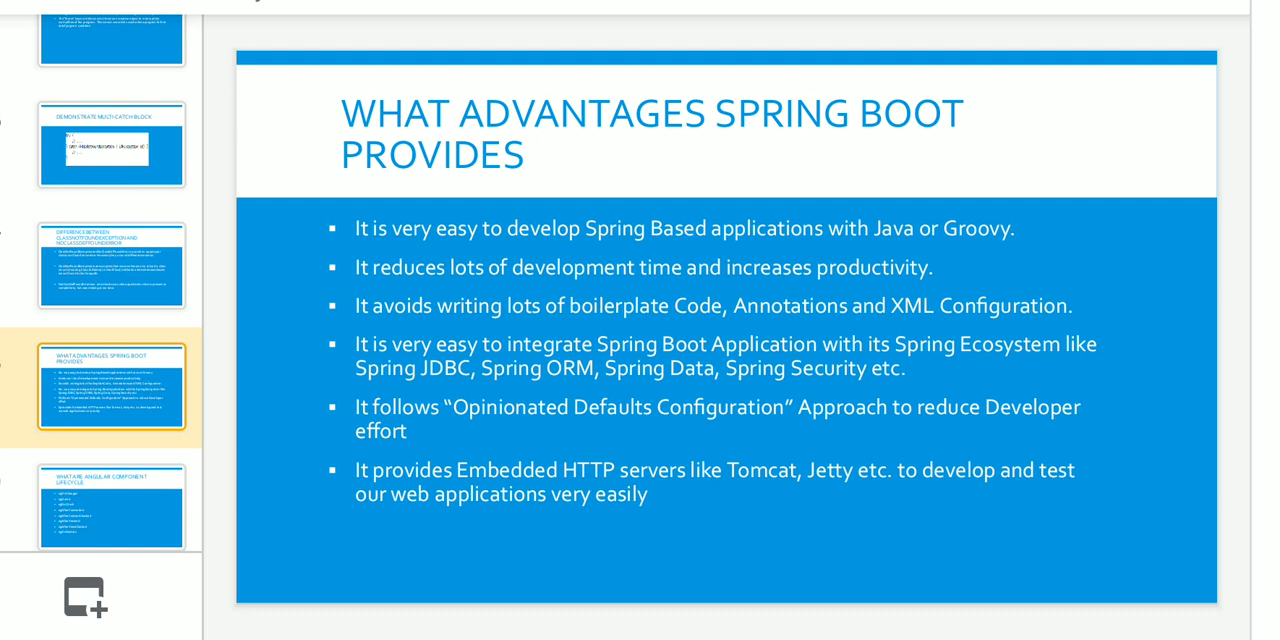 DEMONSTRATE MULTI-CATCH BLOCK
DIFFERENCE BETWEEN
CLASSNOTFOUNDEXCEPTION AND
NOCLASSDEFFOUNDERROR
WHAT ADVANTAGES SPRING BOOT
PROVIDES
WHAT ARE ANGULAR COMPONENT
LIFECYCLE
WHAT ADVANTAGES SPRING BOOT
PROVIDES
▪ It is very easy to develop Spring Based applications with Java or Groovy.
▪ It reduces lots of development time and increases productivity.
▪ It avoids writing lots of boilerplate Code, Annotations and XML Configuration.
▪ It is very easy to integrate Spring Boot Application with its Spring Ecosystem like
Spring JDBC, Spring ORM, Spring Data, Spring Security etc.
▪ It follows “Opinionated Defaults Configuration” Approach to reduce Developer
effort
▪ It provides Embedded HTTP servers like Tomcat, Jetty etc. to develop and test
our web applications very easily